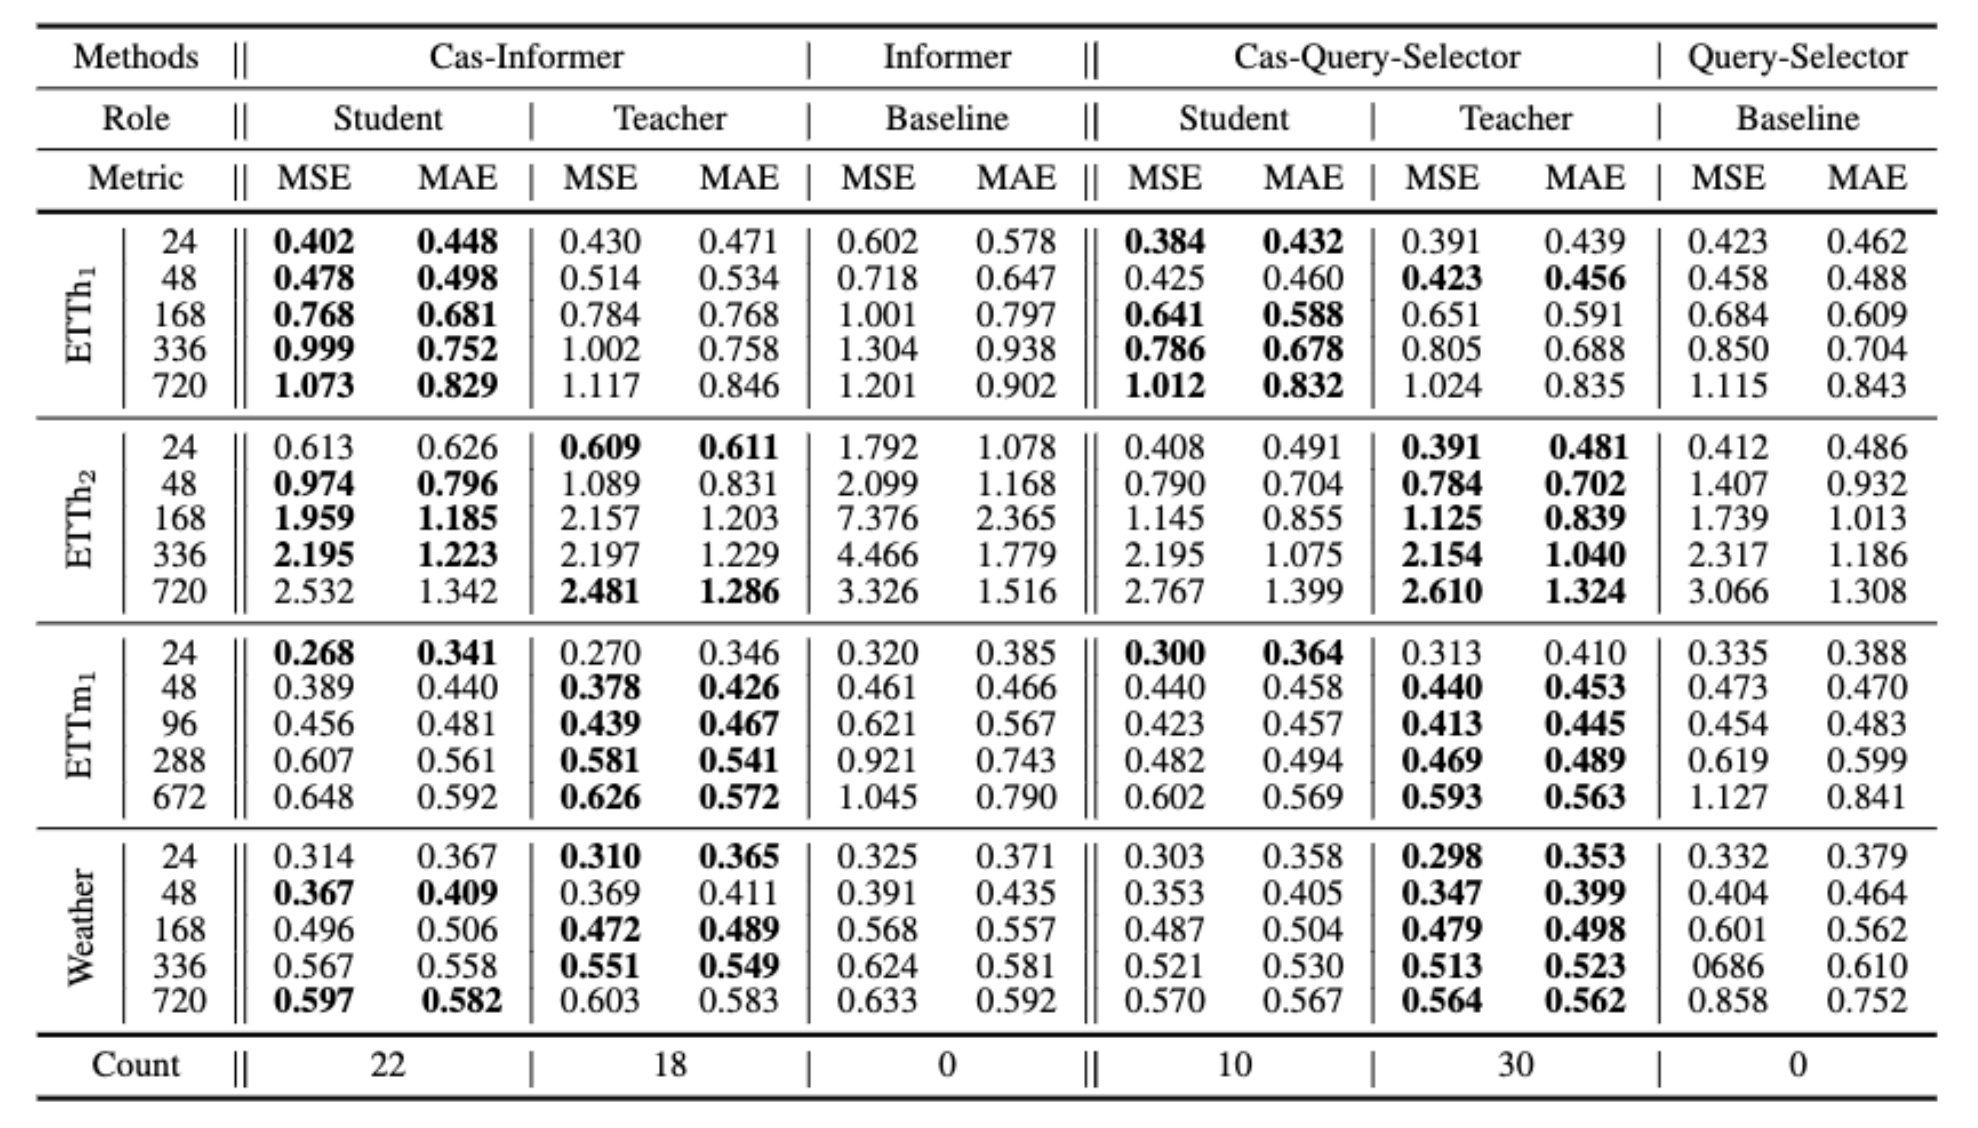 Methods Cas-Informer Informer Cas-Query-Selector Query-Selector
Role Student Teacher Baseline Student Teacher Baseline
Metric MSE MAE MSE MAE MSE MAE MSE MAE MSE MAE MSE MAE
ETTh1
24 0.402 0.448 0.430 0.471 0.602 0.578 0.384 0.432 0.391 0.439 0.423 0.462
48 0.478 0.498 0.514 0.534 0.718 0.647 0.425 0.460 0.423 0.456 0.458 0.488
168 0.768 0.681 0.784 0.768 1.001 0.797 0.641 0.588 0.651 0.591 0.684 0.609
336 0.999 0.752 1.002 0.758 1.304 0.938 0.786 0.678 0.805 0.688 0.850 0.704
720 1.073 0.829 1.117 0.846 1.201 0.902 1.012 0.832 1.024 0.835 1.115 0.843
ETTh2
24 0.613 0.626 0.609 0.611 1.792 1.078 0.408 0.491 0.391 0.481 0.412 0.486
48 0.974 0.796 1.089 0.831 2.099 1.168 0.790 0.704 0.784 0.702 1.407 0.932
168 1.959 1.185 2.157 1.203 7.376 2.365 1.145 0.855 1.125 0.839 1.739 1.013
336 2.195 1.223 2.197 1.229 4.466 1.779 2.195 1.075 2.154 1.040 2.317 1.186
720 2.532 1.342 2.481 1.286 3.326 1.516 2.767 1.399 2.610 1.324 3.066 1.308
ETTm1
24 0.268 0.341 0.270 0.346 0.320 0.385 0.300 0.364 0.313 0.410 0.335 0.388
48 0.389 0.440 0.378 0.426 0.461 0.466 0.440 0.458 0.440 0.453 0.473 0.470
96 0.456 0.481 0.439 0.467 0.621 0.567 0.423 0.457 0.413 0.445 0.454 0.483
288 0.607 0.561 0.581 0.541 0.921 0.743 0.482 0.494 0.469 0.489 0.619 0.599
672 0.648 0.592 0.626 0.572 1.045 0.790 0.602 0.569 0.593 0.563 1.127 0.841
Weather
24 0.314 0.367 0.310 0.365 0.325 0.371 0.303 0.358 0.298 0.353 0.332 0.379
48 0.367 0.409 0.369 0.411 0.391 0.435 0.353 0.405 0.347 0.399 0.404 0.464
168 0.496 0.506 0.472 0.489 0.568 0.557 0.487 0.504 0.479 0.498 0.601 0.562
336 0.567 0.558 0.551 0.549 0.624 0.581 0.521 0.530 0.513 0.523 0686 0.610
720 0.597 0.582 0.603 0.583 0.633 0.592 0.570 0.567 0.564 0.562 0.858 0.752
Count 22 18 0 10 30 0